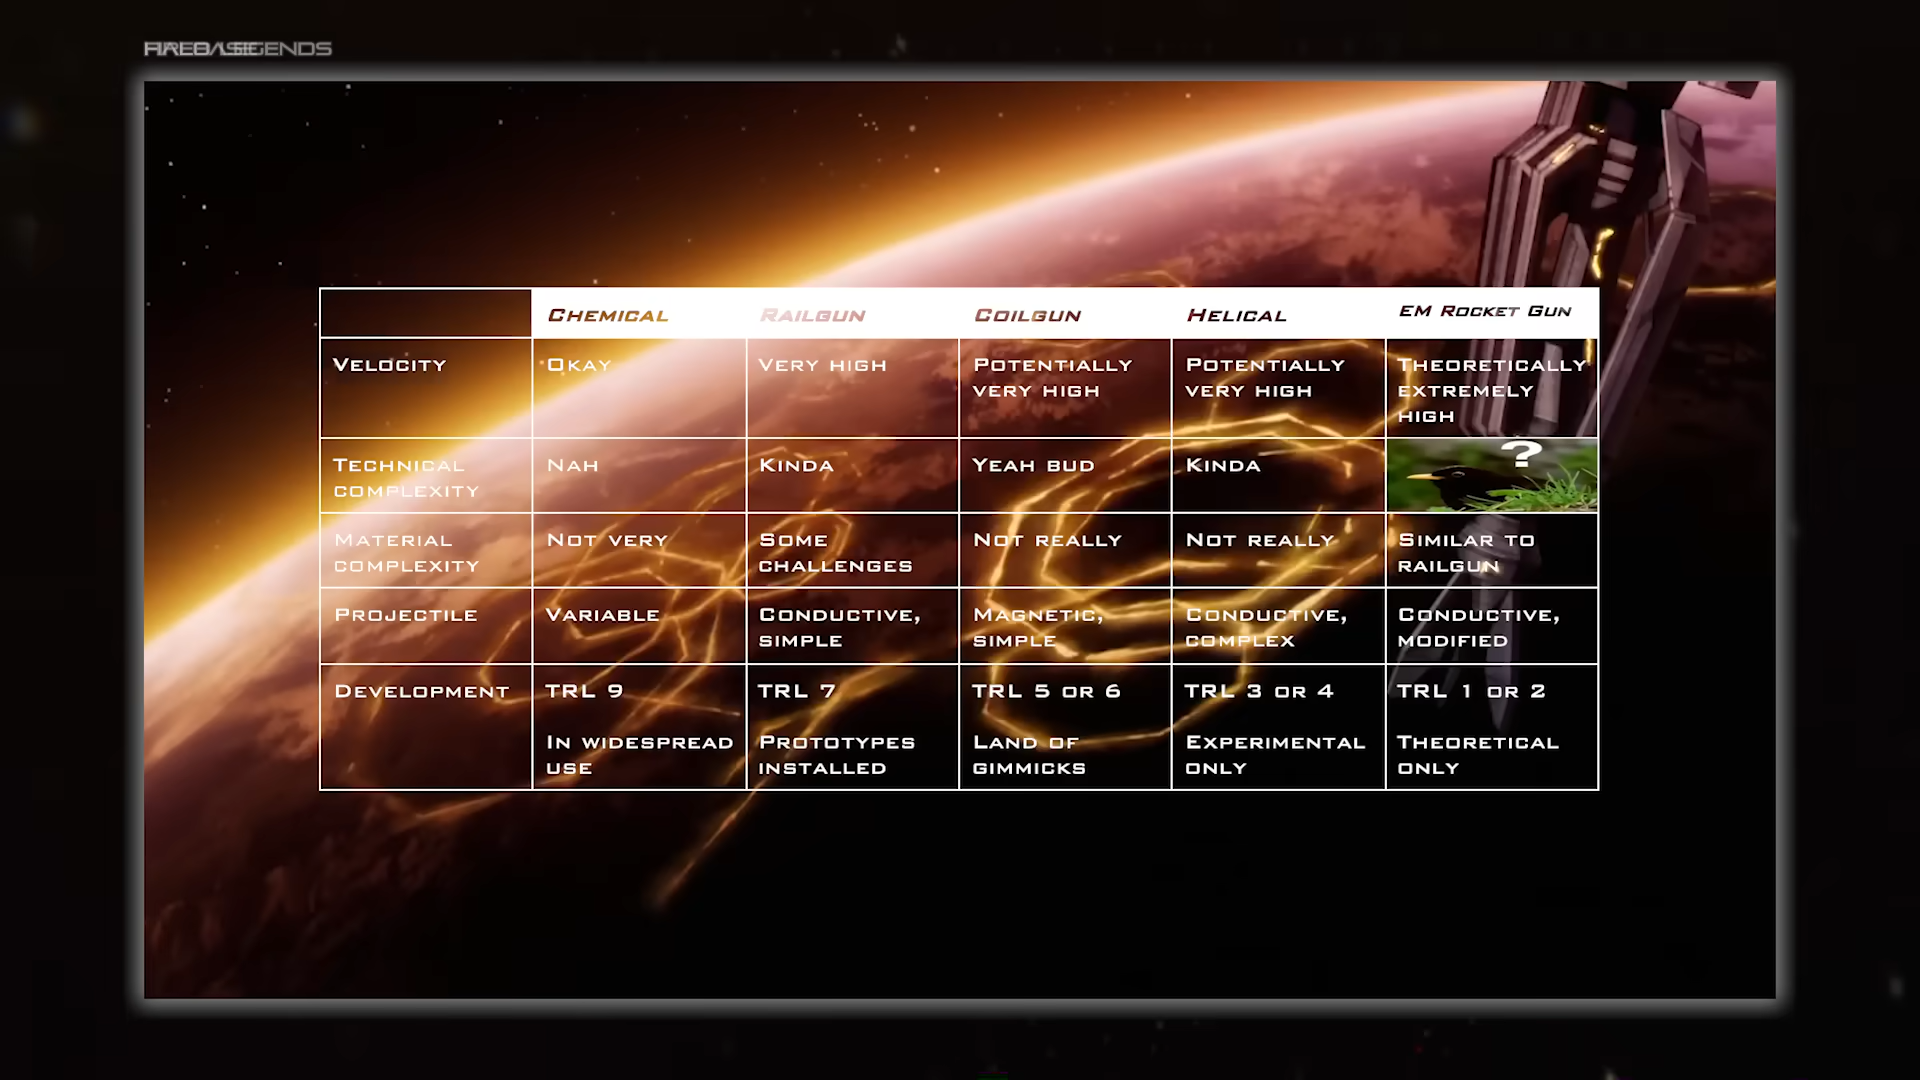 Chemical Railgun Coilgun Helical EM Rocket Gun
Velocity Okay Very high Potentially very high Potentially very high Theoretically extremely high
Technical complexity Nah Kinda Yeah bud Kinda ?
Material complexity Not very Some challenges Not really Not really Similar to railgun
Projectile Variable Conductive, simple Magnetic, simple Conductive, complex Conductive, modified
Development TRL 9 TRL 7 TRL 5 or 6 TRL 3 or 4 TRL 1 or 2
In widespread use Prototypes installed Land of gimmicks Experimental only Theoretical only